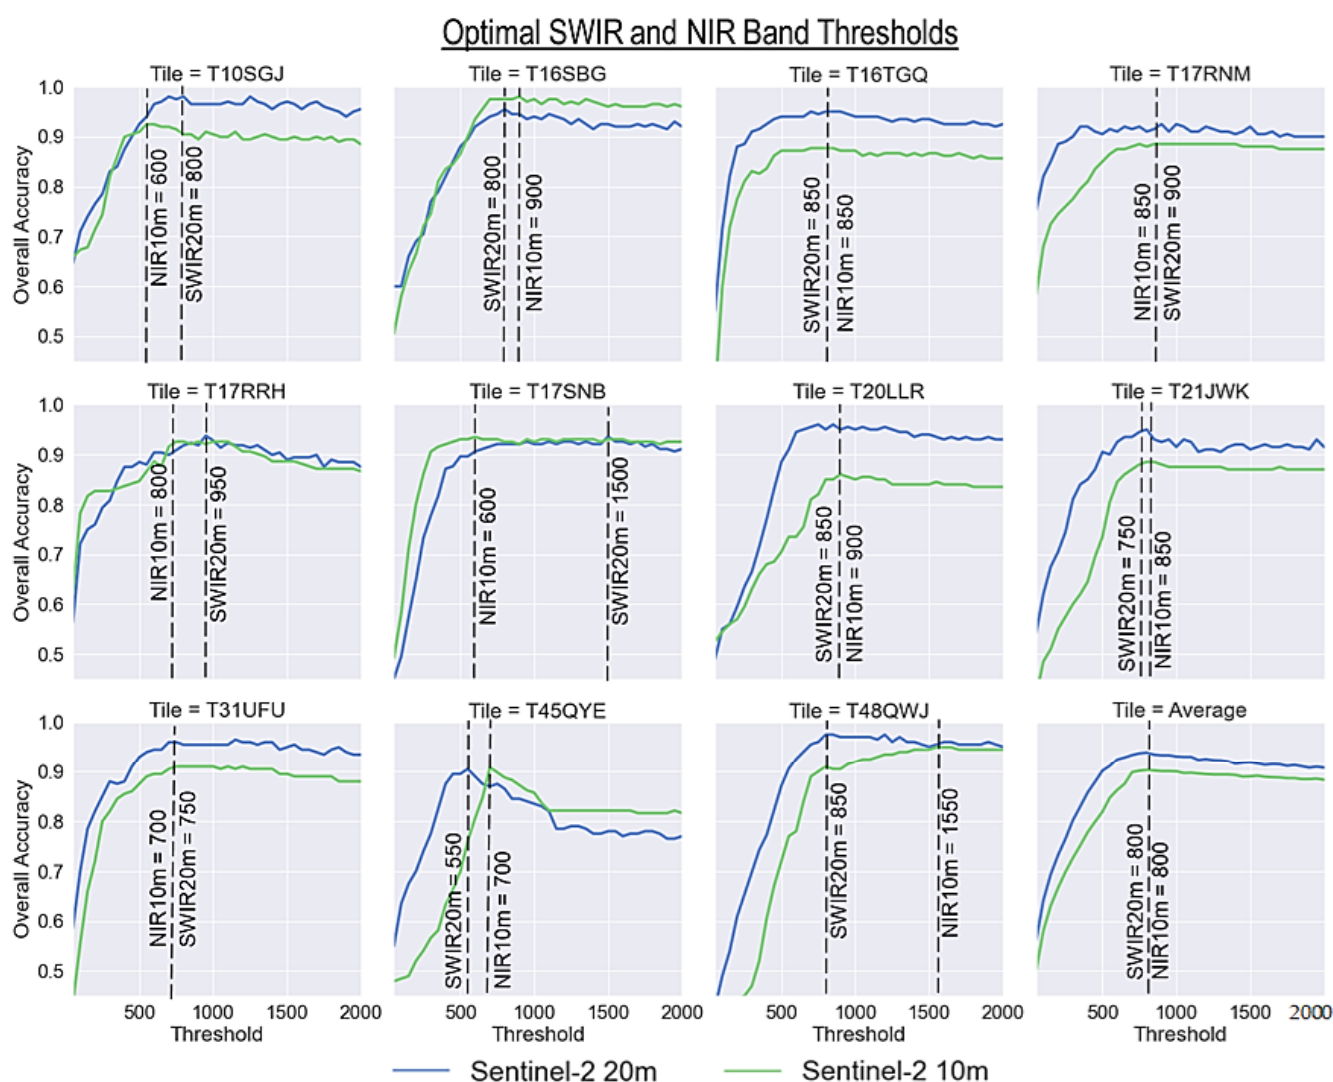 Optimal SWIR and NIR Band Thresholds
Tile = T10SGJ
Tile = T16SBG
Tile = T16TGQ
Tile = T17RNM
Overall Accuracy
1.0
0.9
0.8
0.7
0.6
0.5
NIR10m = 600
SWIR20m = 800
SWIR20m = 800
NIR10m = 900
SWIR20m = 850
NIR10m = 850
NIR10m = 850
SWIR20m = 900
Tile = T17RRH
Tile = T17SNB
Tile = T20LLR
Tile = T21JWK
Overall Accuracy
1.0
0.9
0.8
0.7
0.6
0.5
NIR10m = 800
SWIR20m = 950
NIR10m = 600
SWIR20m = 1500
SWIR20m = 850
NIR10m = 900
SWIR20m = 750
NIR10m = 850
Tile = T31UFU
Tile = T45QYE
Tile = T48QWJ
Tile = Average
Overall Accuracy
1.0
0.9
0.8
0.7
0.6
0.5
NIR10m = 700
SWIR20m = 750
SWIR20m = 550
NIR10m = 700
SWIR20m = 850
NIR10m = 1550
SWIR20m = 800
NIR10m = 800
500 1000 1500 2000
500 1000 1500 2000
500 1000 1500 2000
500 1000 1500 2000
Threshold
Threshold
Threshold
Threshold
Sentinel-2 20m
Sentinel-2 10m